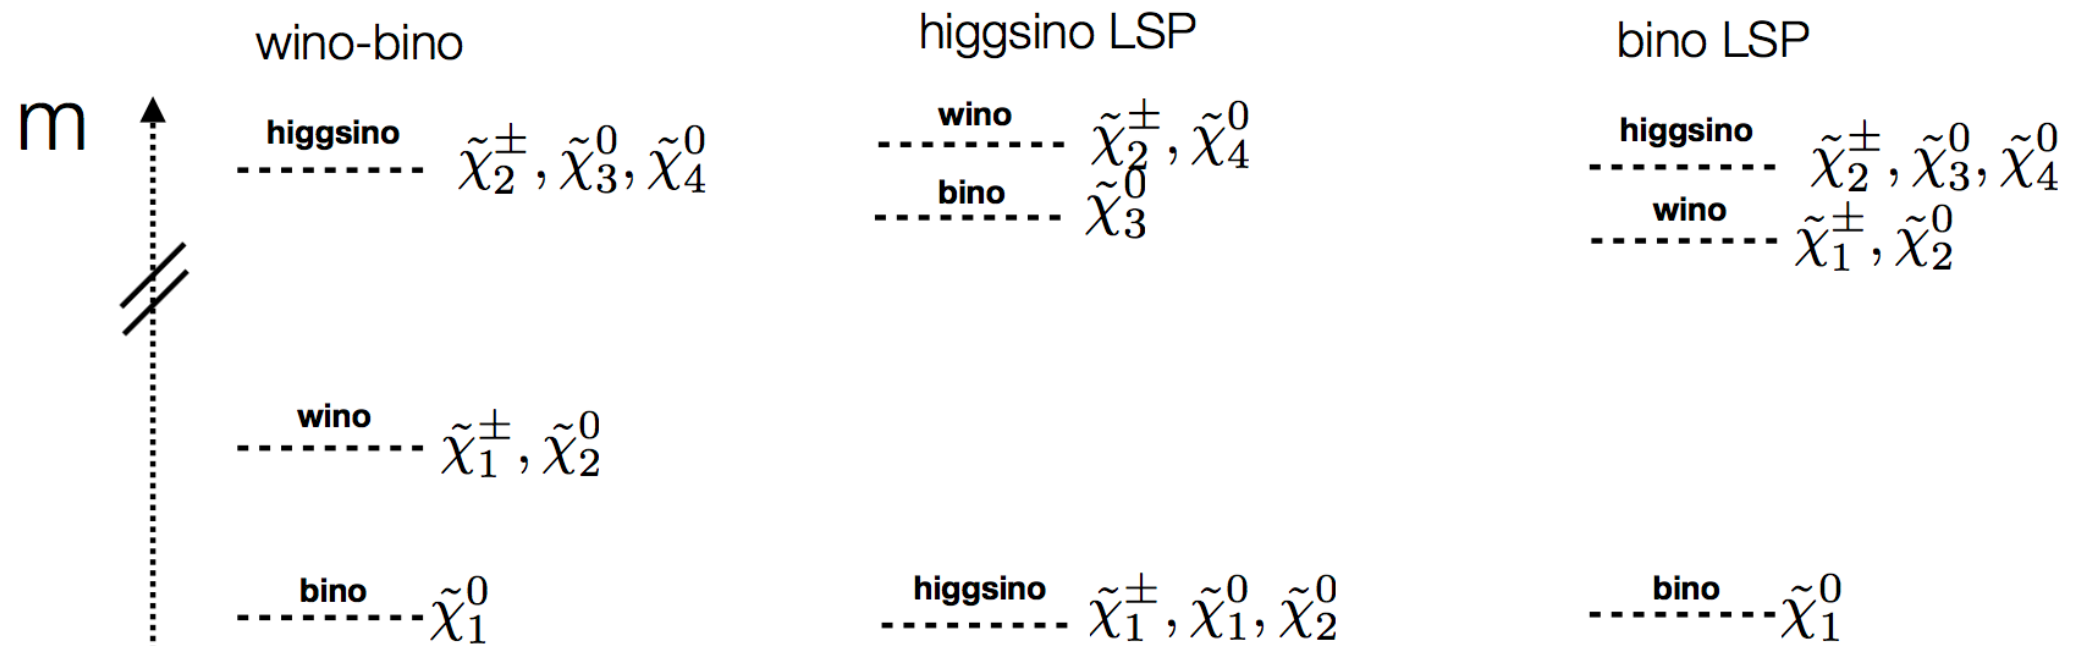 wino-bino
higgsino LSP
bino LSP
m
higgsino
χ̃₂±, χ̃₃⁰, χ̃₄⁰
wino
χ̃₁±, χ̃₂⁰
bino
χ̃₁⁰
wino
χ̃₂±, χ̃₄⁰
bino
χ̃₃⁰
higgsino
χ̃₁±, χ̃₁⁰, χ̃₂⁰
higgsino
χ̃₂±, χ̃₃⁰, χ̃₄⁰
wino
χ̃₁±, χ̃₂⁰
bino
χ̃₁⁰